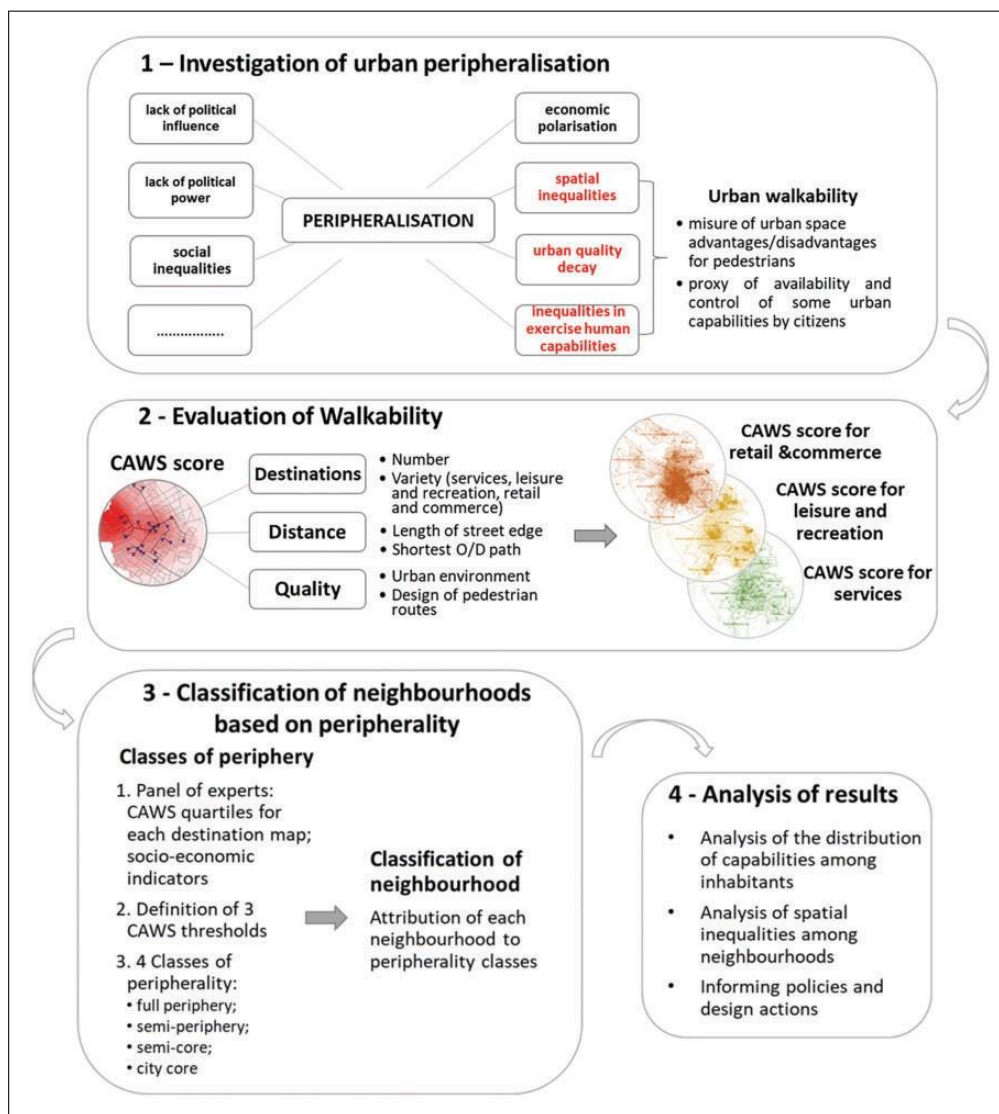 1 – Investigation of urban peripheralisation
lack of political
influence
lack of political
power
social
inequalities
................
PERIPHERALISATION
economic
polarisation
spatial
inequalities
urban quality
decay
inequalities in
exercise human
capabilities
Urban walkability
• misure of urban space
advantages/disadvantages
for pedestrians
• proxy of availability and
control of some urban
capabilities by citizens
2 - Evaluation of Walkability
CAWS score
Destinations
• Number
• Variety (services, leisure
and recreation, retail
and commerce)
Distance
• Length of street edge
• Shortest O/D path
Quality
• Urban environment
• Design of pedestrian
routes
CAWS score for
retail &commerce
CAWS score for
leisure and
recreation
CAWS score for
services
3 - Classification of neighbourhoods
based on peripherality
Classes of periphery
1. Panel of experts:
CAWS quartiles for
each destination map;
socio-economic
indicators
2. Definition of 3
CAWS thresholds
3. 4 Classes of
peripherality:
• full periphery;
• semi-periphery;
• semi-core;
• city core
Classification of
neighbourhood
Attribution of each
neighbourhood to
peripherality classes
4 - Analysis of results
• Analysis of the distribution
of capabilities among
inhabitants
• Analysis of spatial
inequalities among
neighbourhoods
• Informing policies and
design actions